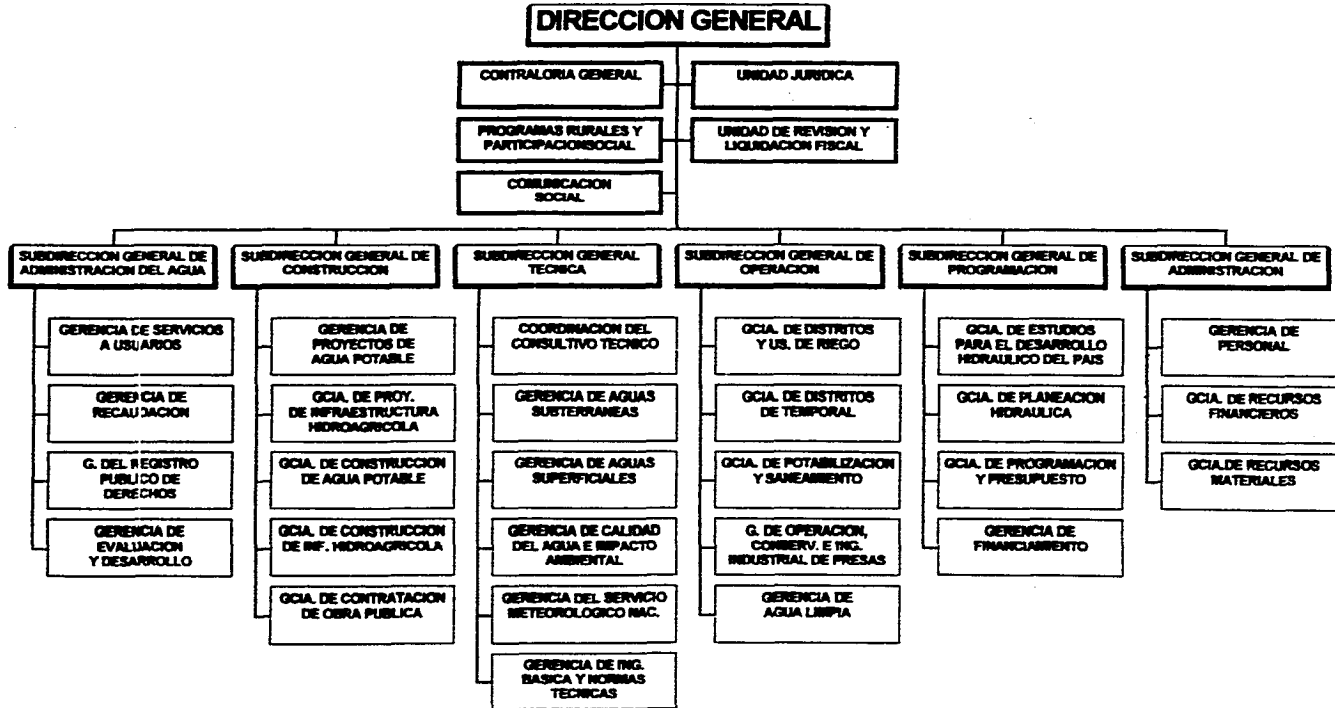 DIRECCION GENERAL
CONTRALORIA GENERAL
UNIDAD JURIDICA
PROGRAMAS RURALES Y
PARTICIPACIONSOCIAL
UNIDAD DE REVISION Y
LIQUIDACION FISCAL
COMUNICACION
SOCIAL
SUBDIRECCION GENERAL DE
ADMINISTRACION DEL AGUA
SUBDIRECCION GENERAL DE
CONSTRUCCION
SUBDIRECCION GENERAL
TECNICA
SUBDIRECCION GENERAL DE
OPERACION
SUBDIRECCION GENERAL DE
PROGRAMACION
SUBDIRECCION GENERAL DE
ADMINISTRACION
GERENCIA DE SERVICIOS
A USUARIOS
GERENCIA DE
RECAUDACION
G. DEL REGISTRO
PUBLICO DE
DERECHOS
GERENCIA DE
EVALUACION
Y DESARROLLO
GERENCIA DE
PROYECTOS DE
AGUA POTABLE
GCIA. DE PROY.
DE INFRAESTRUCTURA
HIDROAGRICOLA
GCIA. DE CONSTRUCCION
DE AGUA POTABLE
GCIA. DE CONSTRUCCION
DE INF. HIDROAGRICOLA
GCIA. DE CONTRATACION
DE OBRA PUBLICA
COORDINACION DEL
CONSULTIVO TECNICO
GERENCIA DE AGUAS
SUBTERRANEAS
GERENCIA DE AGUAS
SUPERFICIALES
GERENCIA DE CALIDAD
DEL AGUA E IMPACTO
AMBIENTAL
GERENCIA DEL SERVICIO
METEOROLOGICO NAC.
GERENCIA DE ING.
BASICA Y NORMAS
TECNICAS
GCIA. DE DISTRITOS
Y US. DE RIEGO
GCIA. DE DISTRITOS
DE TEMPORAL
GCIA. DE POTABILIZACION
Y SANEAMIENTO
G. DE OPERACION,
CONSERV. E ING.
INDUSTRIAL DE PRESAS
GERENCIA DE
AGUA LIMPIA
GCIA. DE ESTUDIOS
PARA EL DESARROLLO
HIDRAULICO DEL PAIS
GCIA. DE PLANEACION
HIDRAULICA
GCIA. DE PROGRAMACION
Y PRESUPUESTO
GERENCIA DE
FINANCIAMIENTO
GERENCIA DE
PERSONAL
GCIA. DE RECURSOS
FINANCIEROS
GCIA.DE RECURSOS
MATERIALES